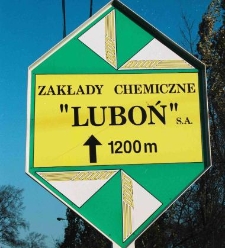 ZAKŁADY CHEMICZNE
"LUBOŃ" S.A.
↑ 1200m